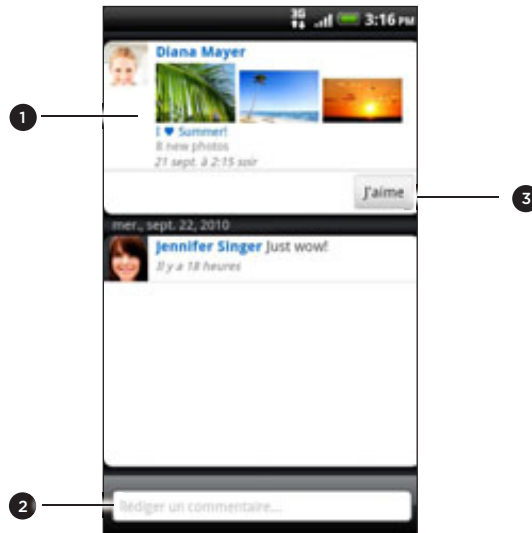 3G 3:16 PM
Diana Mayer
I ♥ Summer!
8 new photos
21 sept. à 2:15 soir
J'aime
mer., sept. 22, 2010
Jennifer Singer Just wow!
Il y a 18 heures
Rédiger un commentaire...
1
2
3